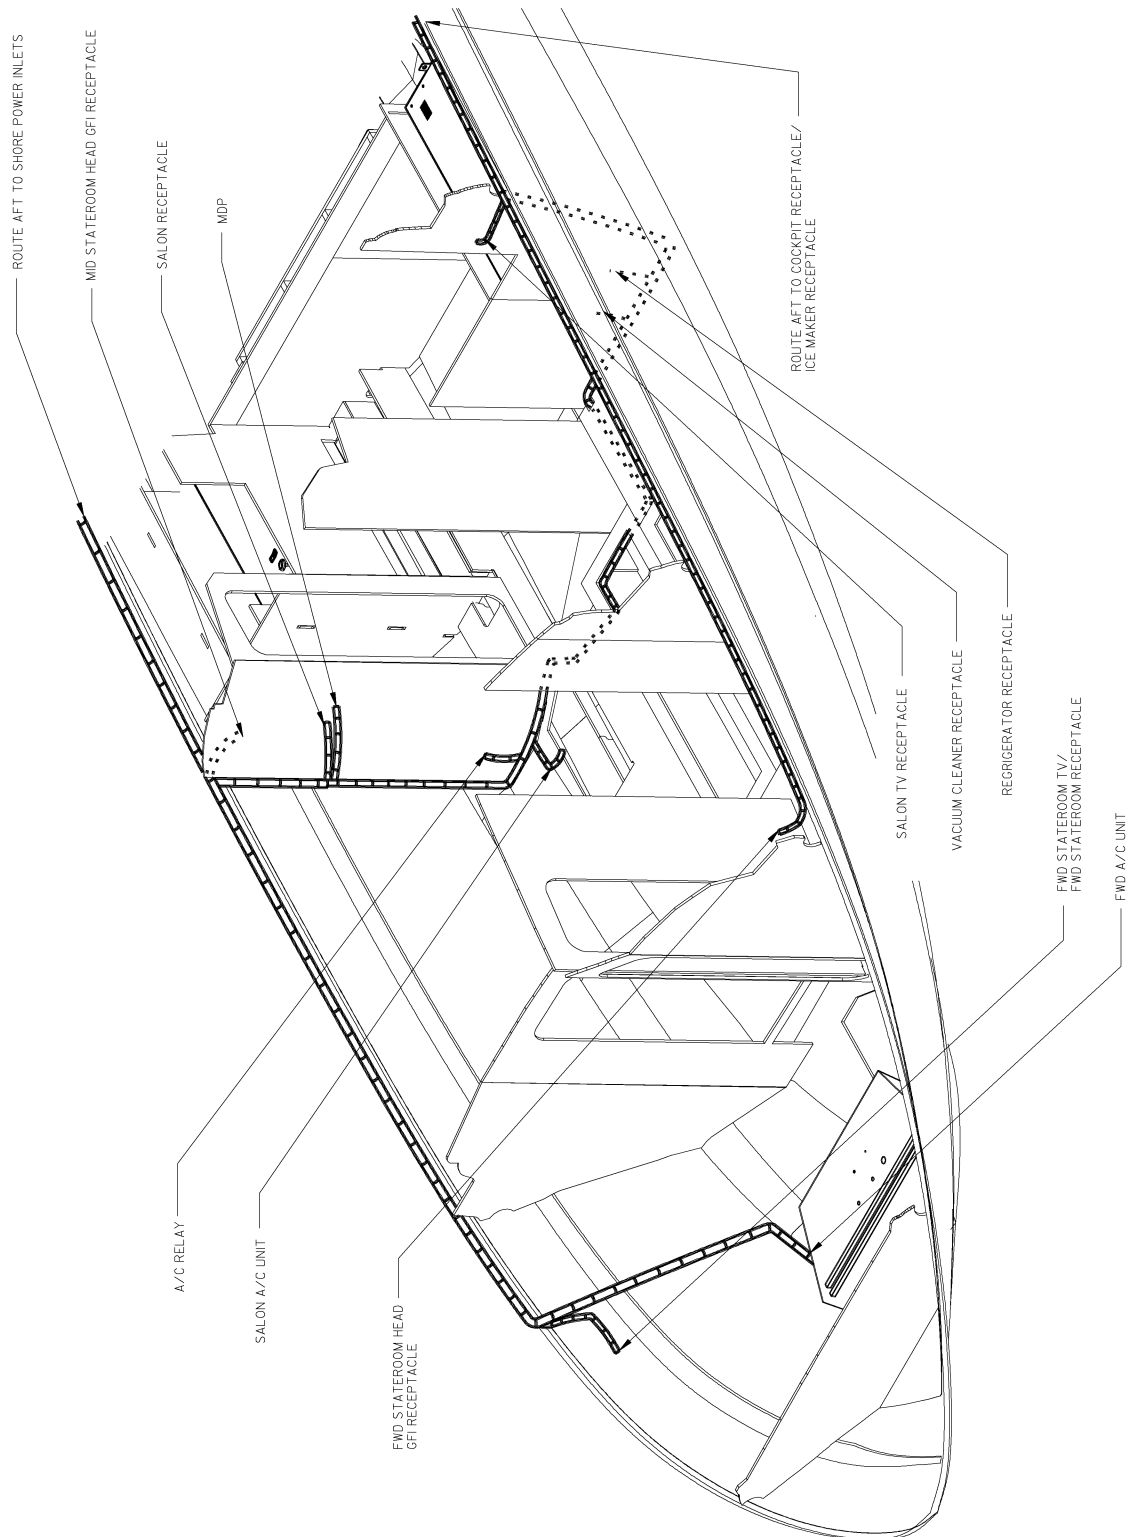 ROUTE AFT TO SHORE POWER INLETS
MID STATEROOM HEAD GFI RECEPTACLE
SALON RECEPTACLE
MDP
ROUTE AFT TO COCKPIT RECEPTACLE/
ICE MAKER RECEPTACLE
A/C RELAY
SALON A/C UNIT
FWD STATEROOM HEAD
GFI RECEPTACLE
SALON TV RECEPTACLE
VACUUM CLEANER RECEPTACLE
REGRIGERATOR RECEPTACLE
FWD STATEROOM TV/
FWD STATEROOM RECEPTACLE
FWD A/C UNIT